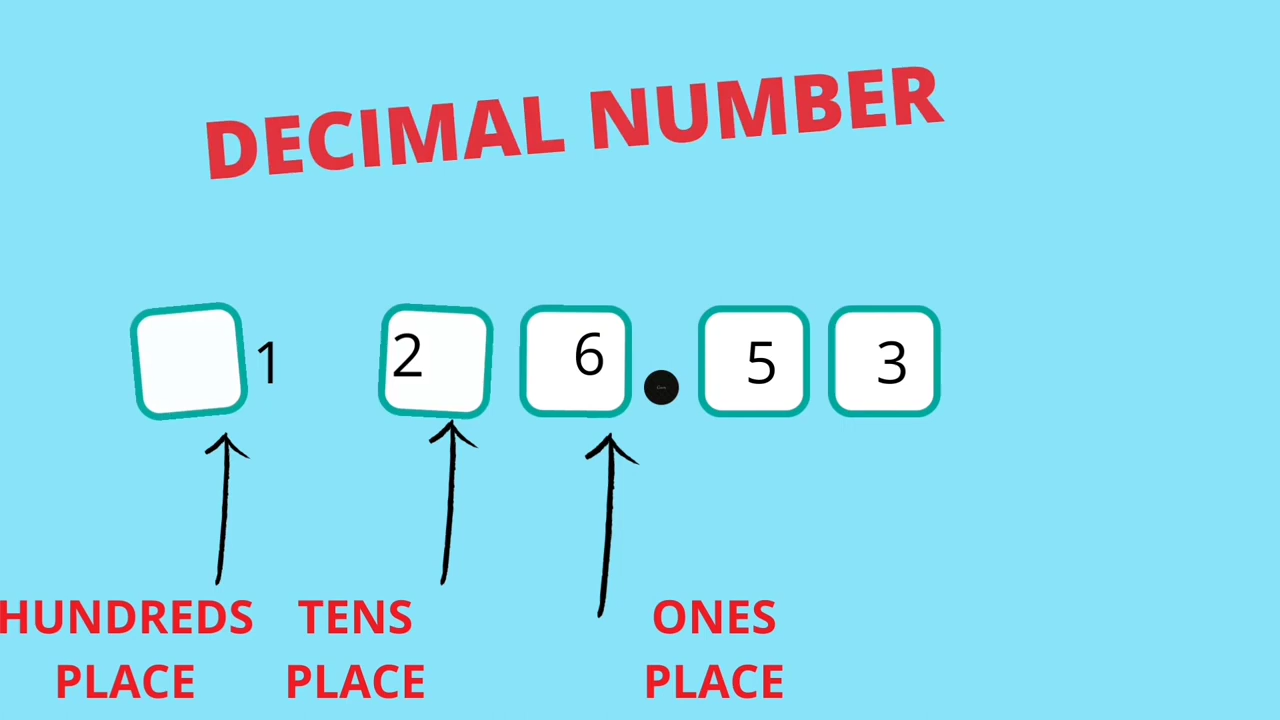 DECIMAL NUMBER
1 2 6 . 5 3
HUNDREDS TENS ONES
PLACE PLACE PLACE